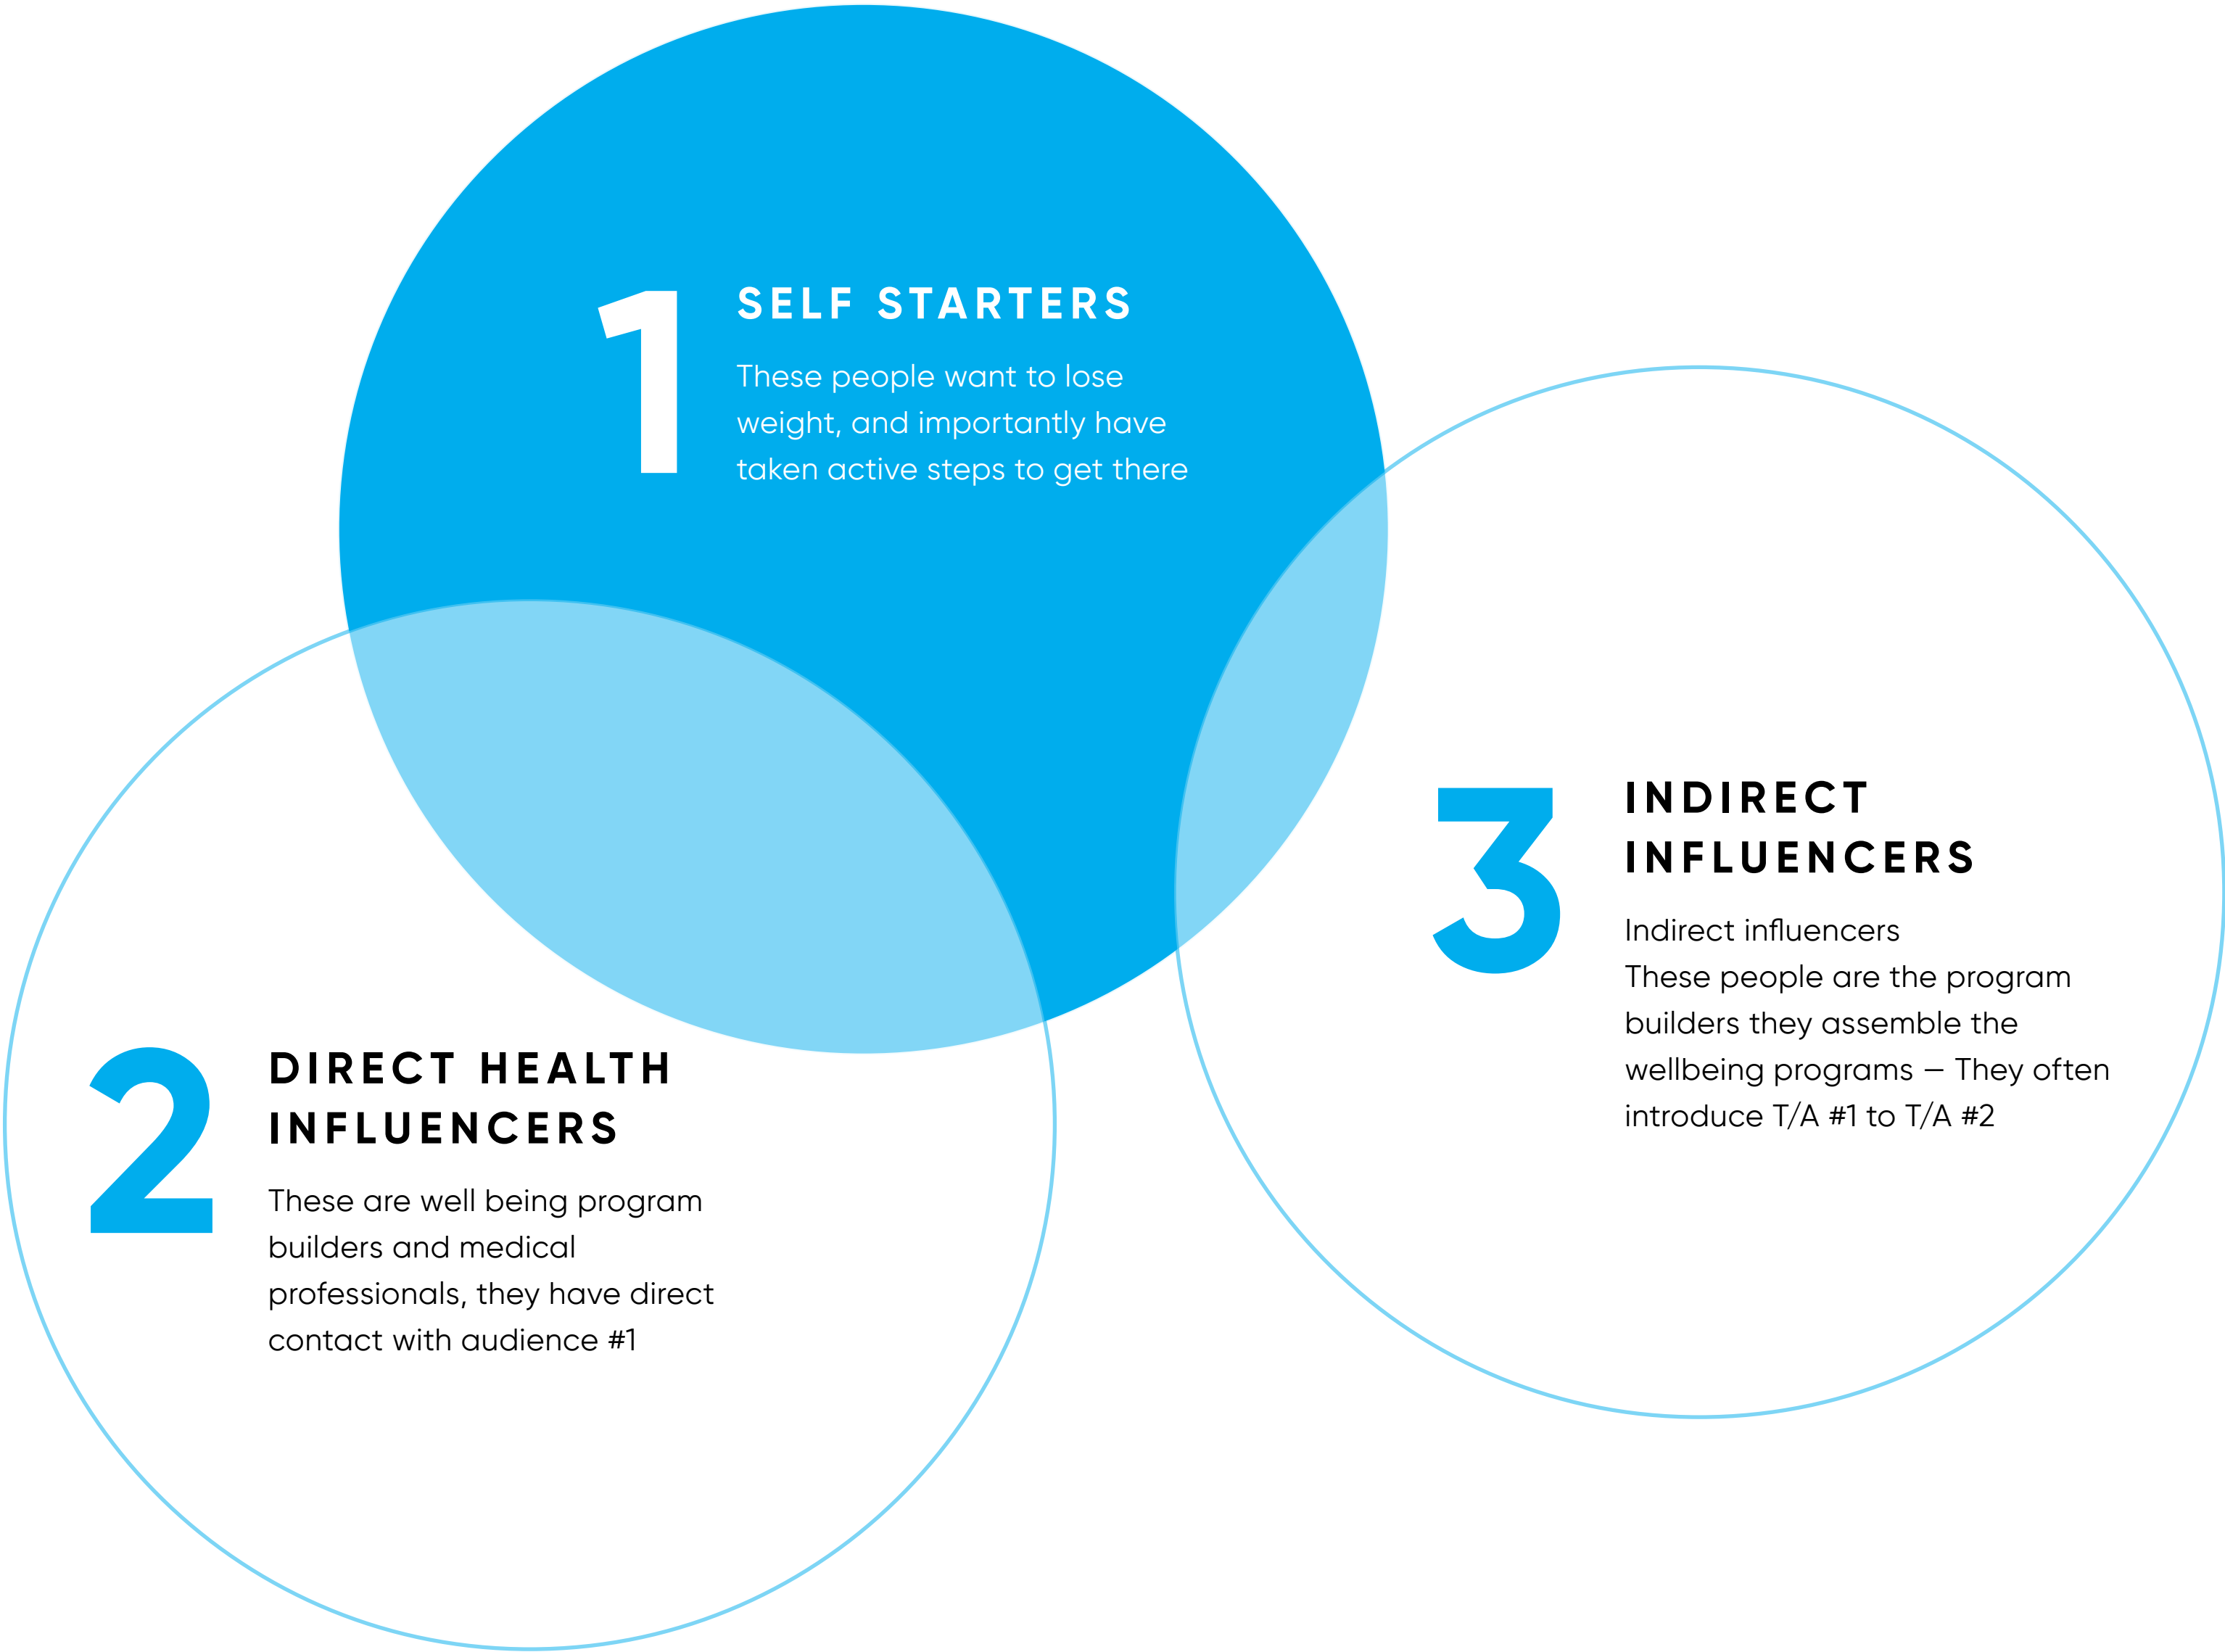 1
SELF STARTERS
These people want to lose
weight, and importantly have
taken active steps to get there
2
DIRECT HEALTH
INFLUENCERS
These are well being program
builders and medical
professionals, they have direct
contact with audience #1
3
INDIRECT
INFLUENCERS
Indirect influencers
These people are the program
builders they assemble the
wellbeing programs — They often
introduce T/A #1 to T/A #2